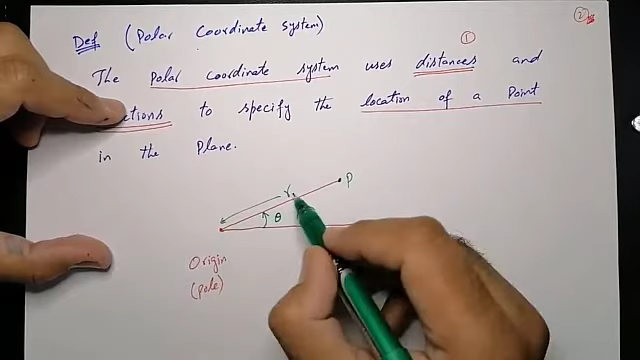 ②
Def (Polar Coordinate System)
①
The Polar Coordinate system uses distances and
to specify the location of a Point
in the Plane.
P
r
θ
Origin
(pole)